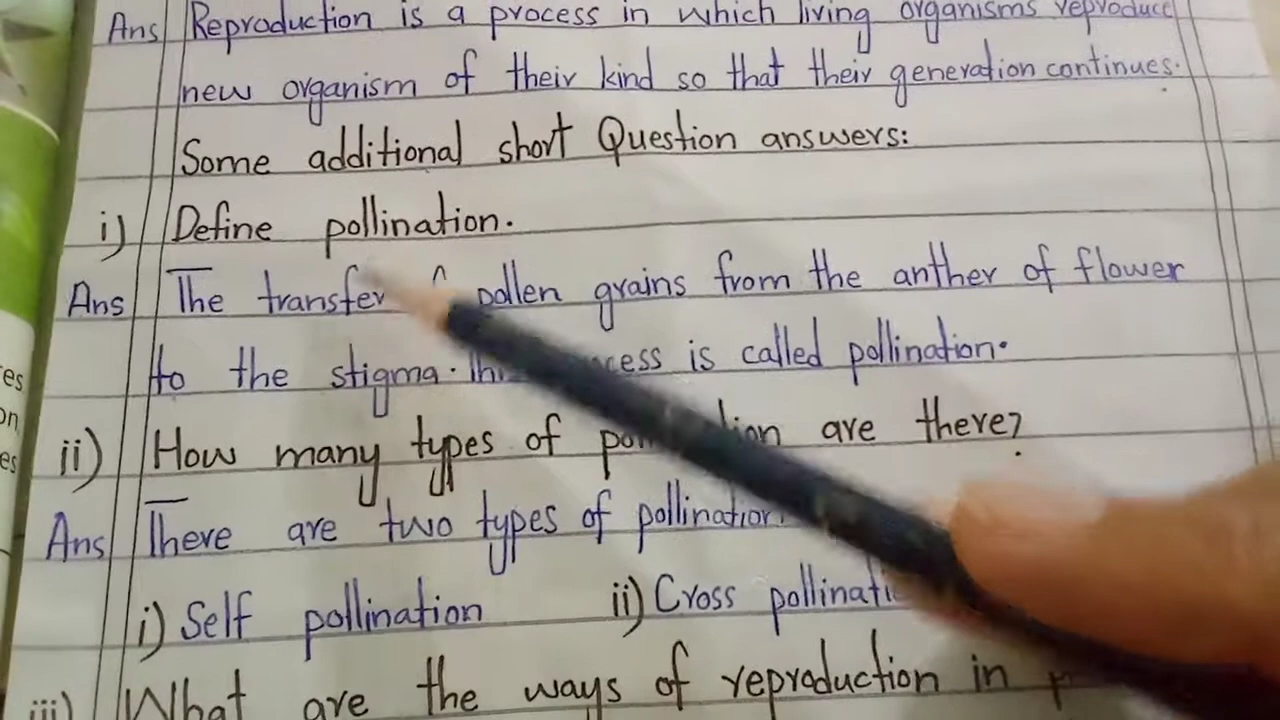 Ans Reproduction is a process in which living organisms reproduce
new organism of their kind so that their generation continues.
Some additional short Question answers:
i) Define pollination.
Ans The transfer pollen grains from the anther of flower
to the stigma. is called pollination.
ii) How many types of are there?
Ans There are two types of pollination.
i) Self pollination ii) Cross
iii) What are the ways of reproduction in
es
on
es